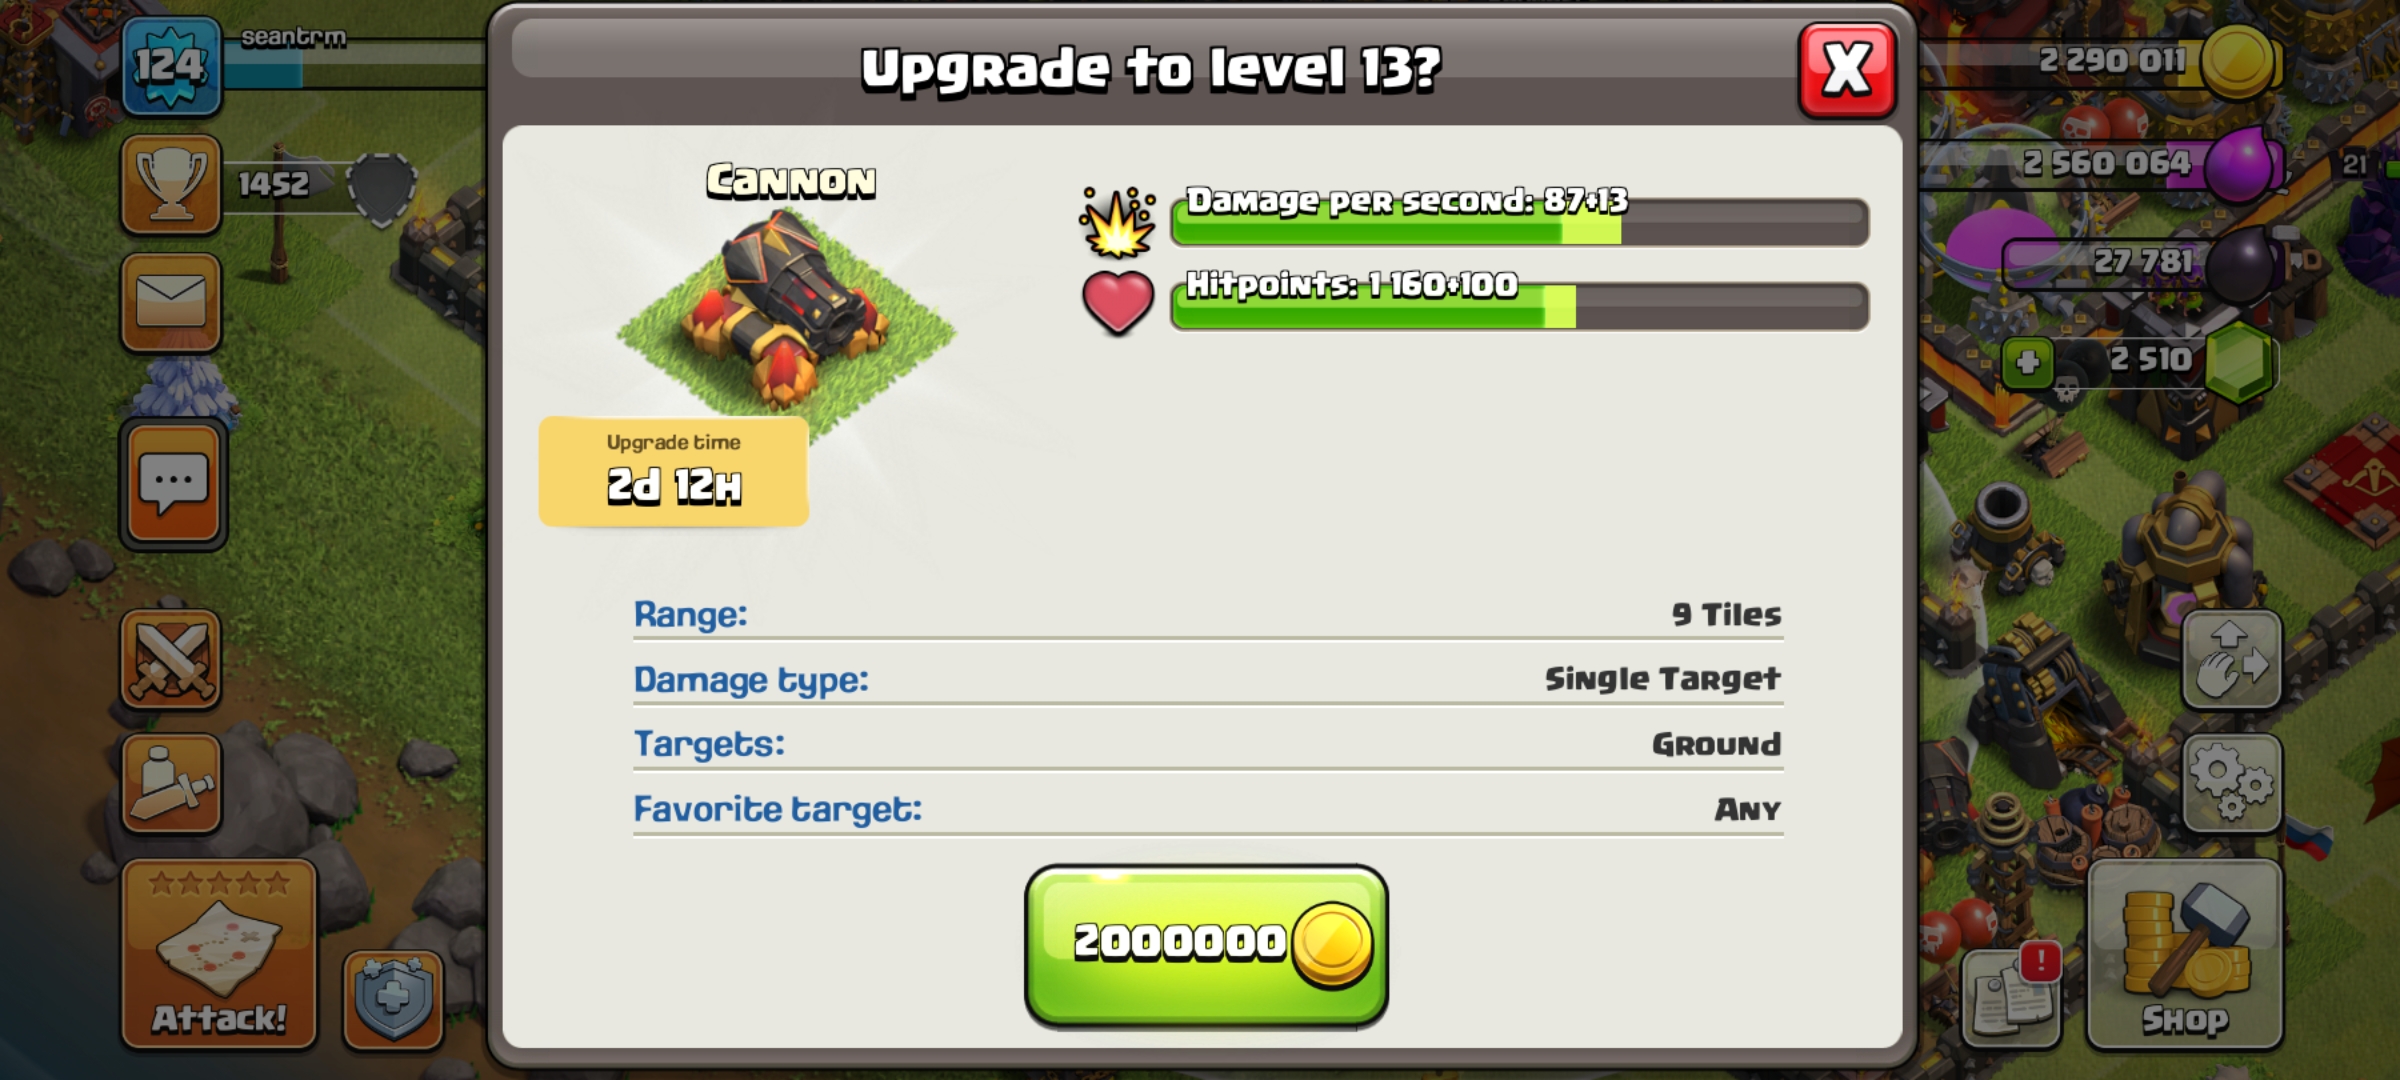 124
seantrm
1452
Attack!
Upgrade to level 13?
X
Cannon
Upgrade time
2d 12H
Damage per second: 87+13
Hitpoints: 1 160+100
Range: 9 Tiles
Damage type: Single Target
Targets: Ground
Favorite target: Any
2000000
2 290 011
2 560 064
21
27 781
2 510
!
Shop